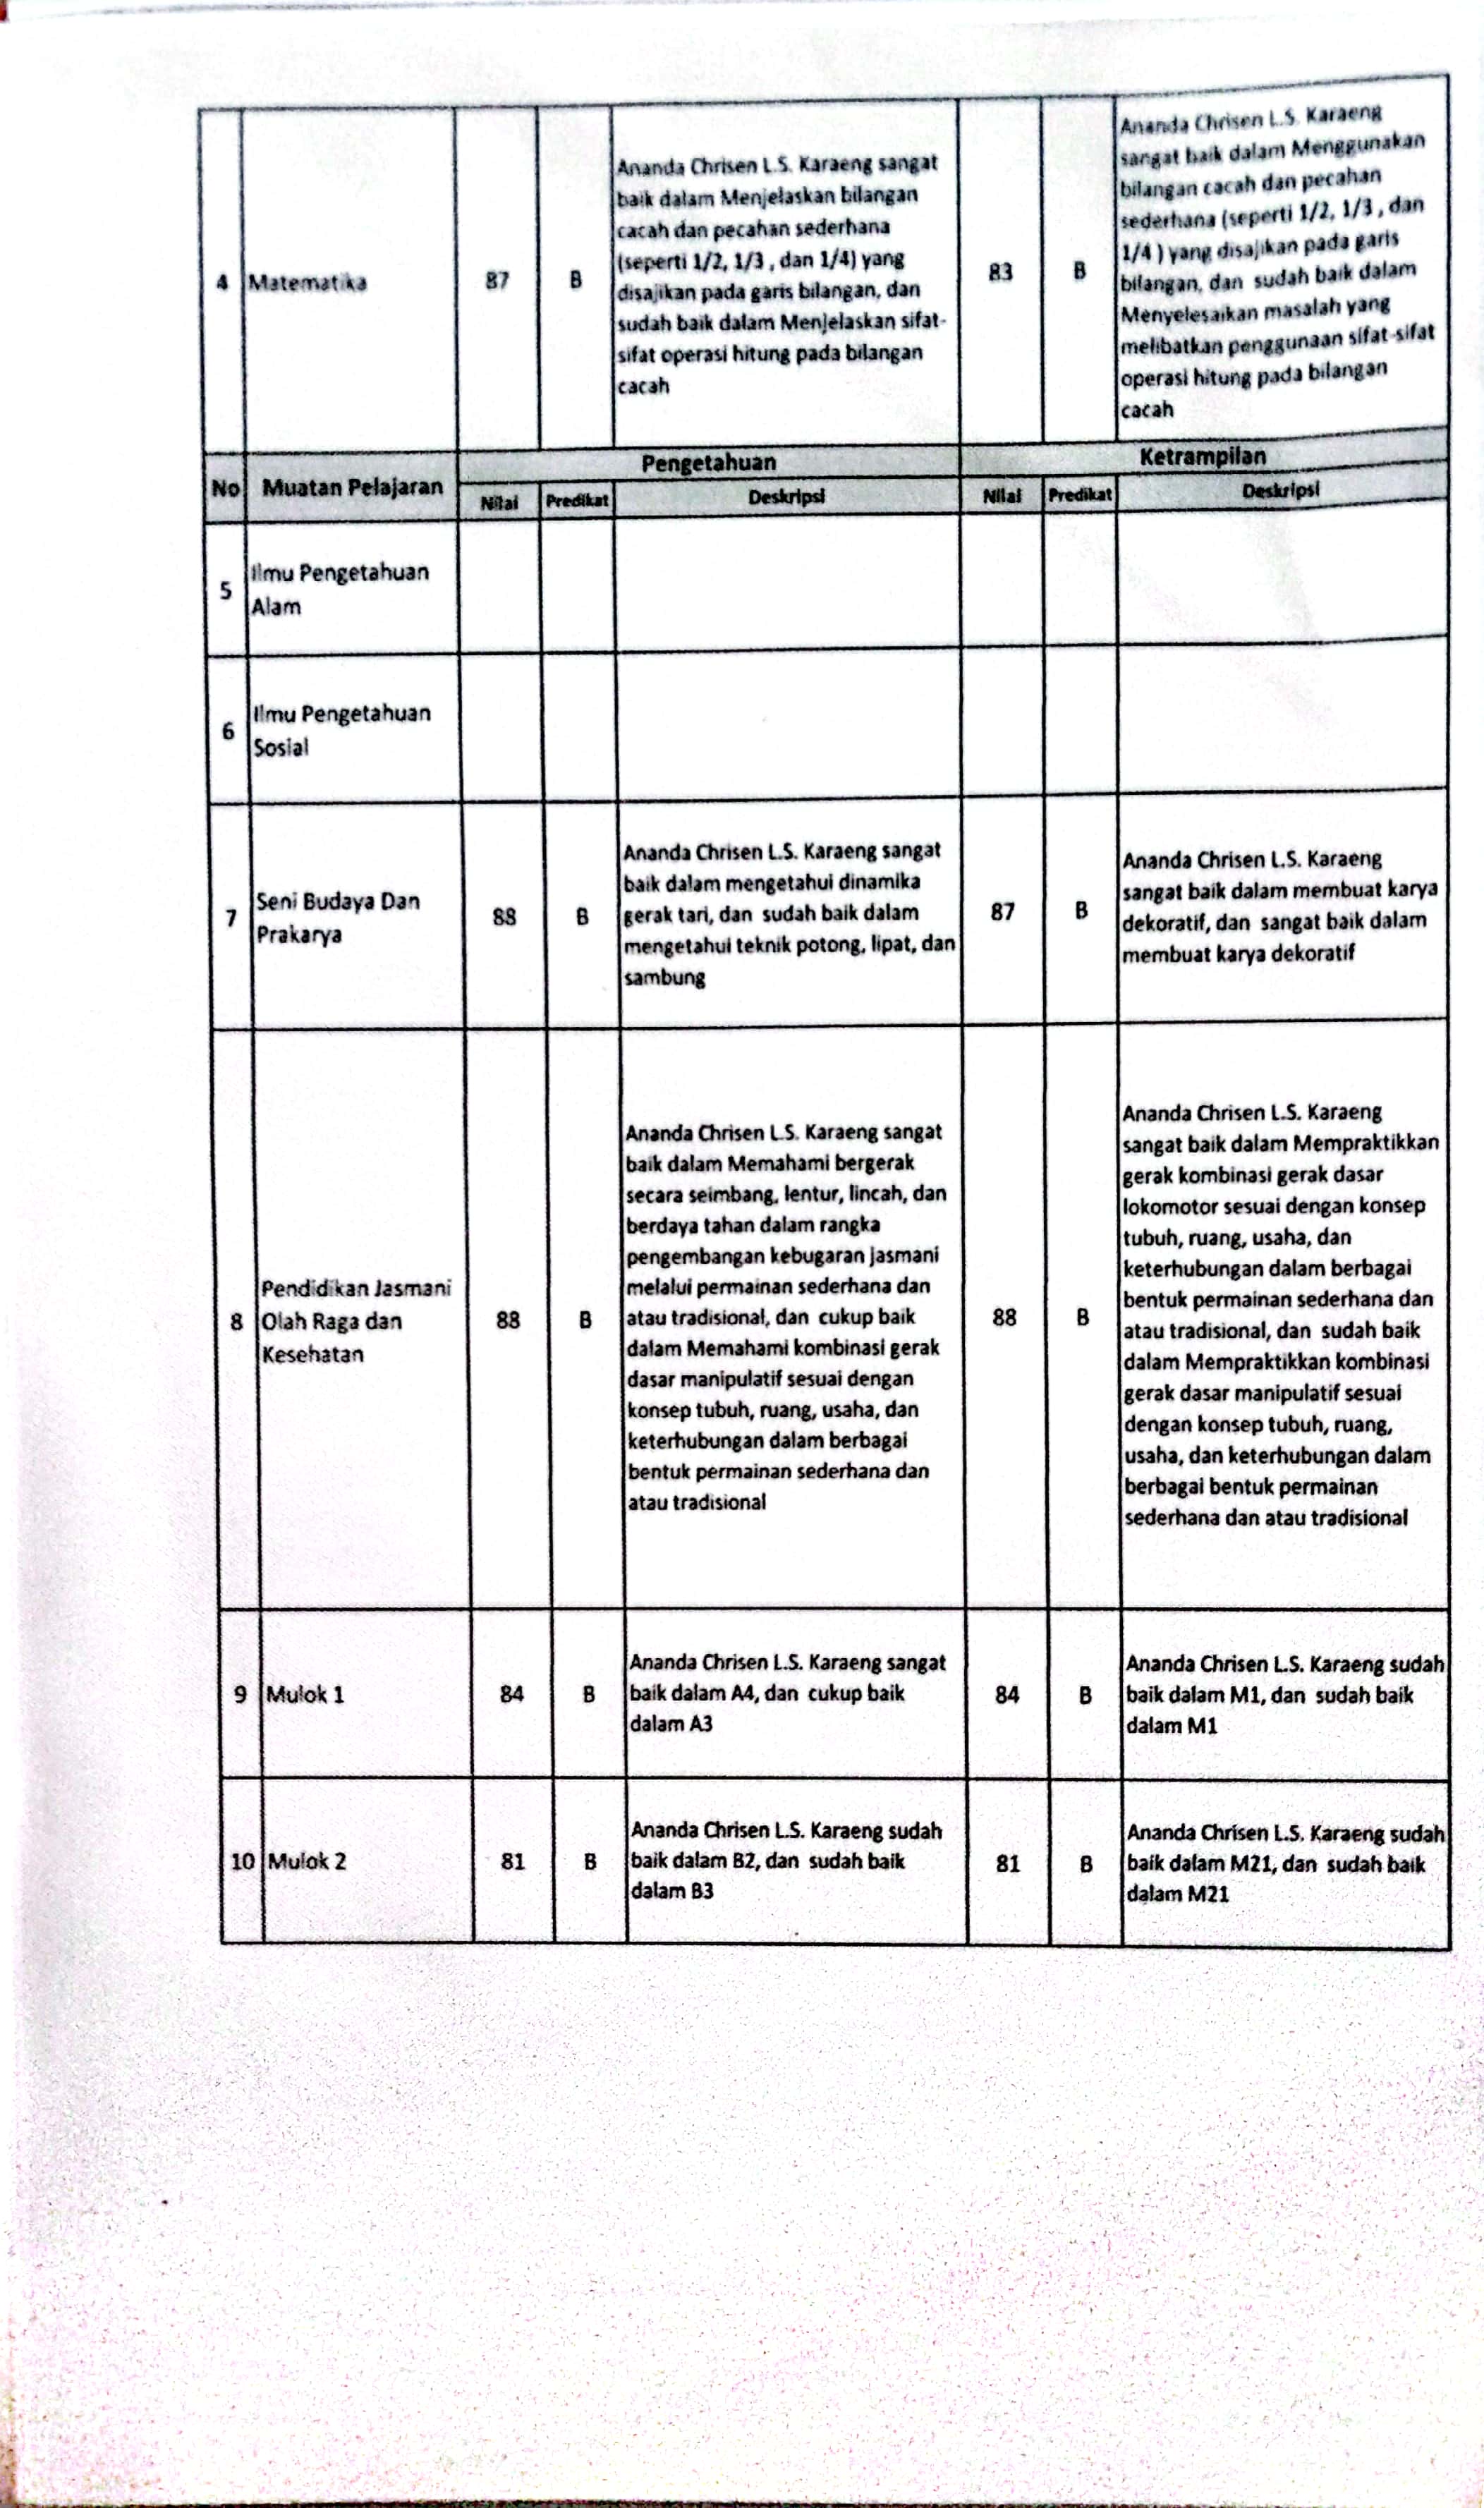 4
Matematika
87
B
Ananda Chrisen L.S. Karaeng sangat
baik dalam Menjelaskan bilangan
cacah dan pecahan sederhana
(seperti 1/2, 1/3 , dan 1/4) yang
disajikan pada garis bilangan, dan
sudah baik dalam Menjelaskan sifat-
sifat operasi hitung pada bilangan
cacah
83
B
Ananda Chrisen L.S. Karaeng
sangat baik dalam Menggunakan
bilangan cacah dan pecahan
sederhana (seperti 1/2, 1/3 , dan
1/4 ) yang disajikan pada garis
bilangan, dan sudah baik dalam
Menyelesaikan masalah yang
melibatkan penggunaan sifat-sifat
operasi hitung pada bilangan
cacah
No
Muatan Pelajaran
Pengetahuan
Ketrampilan
Nilai
Predikat
Deskripsi
Nilai
Predikat
Deskripsi
5
Ilmu Pengetahuan
Alam
6
Ilmu Pengetahuan
Sosial
7
Seni Budaya Dan
Prakarya
88
B
Ananda Chrisen L.S. Karaeng sangat
baik dalam mengetahui dinamika
gerak tari, dan sudah baik dalam
mengetahui teknik potong, lipat, dan
sambung
87
B
Ananda Chrisen L.S. Karaeng
sangat baik dalam membuat karya
dekoratif, dan sangat baik dalam
membuat karya dekoratif
8
Pendidikan Jasmani
Olah Raga dan
Kesehatan
88
B
Ananda Chrisen L.S. Karaeng sangat
baik dalam Memahami bergerak
secara seimbang, lentur, lincah, dan
berdaya tahan dalam rangka
pengembangan kebugaran jasmani
melalui permainan sederhana dan
atau tradisional, dan cukup baik
dalam Memahami kombinasi gerak
dasar manipulatif sesuai dengan
konsep tubuh, ruang, usaha, dan
keterhubungan dalam berbagai
bentuk permainan sederhana dan
atau tradisional
88
B
Ananda Chrisen L.S. Karaeng
sangat baik dalam Mempraktikkan
gerak kombinasi gerak dasar
lokomotor sesuai dengan konsep
tubuh, ruang, usaha, dan
keterhubungan dalam berbagai
bentuk permainan sederhana dan
atau tradisional, dan sudah baik
dalam Mempraktikkan kombinasi
gerak dasar manipulatif sesuai
dengan konsep tubuh, ruang,
usaha, dan keterhubungan dalam
berbagai bentuk permainan
sederhana dan atau tradisional
9
Mulok 1
84
B
Ananda Chrisen L.S. Karaeng sangat
baik dalam A4, dan cukup baik
dalam A3
84
B
Ananda Chrisen L.S. Karaeng sudah
baik dalam M1, dan sudah baik
dalam M1
10
Mulok 2
81
B
Ananda Chrisen L.S. Karaeng sudah
baik dalam B2, dan sudah baik
dalam B3
81
B
Ananda Chrisen L.S. Karaeng sudah
baik dalam M21, dan sudah baik
dalam M21